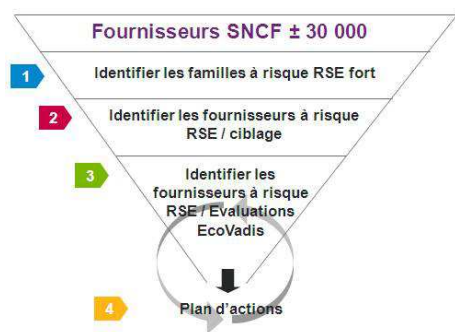 Fournisseurs SNCF ± 30 000
1
Identifier les familles à risque RSE fort
2
Identifier les fournisseurs à risque
RSE / ciblage
3
Identifier les
fournisseurs à risque
RSE / Evaluations
EcoVadis
4
Plan d'actions